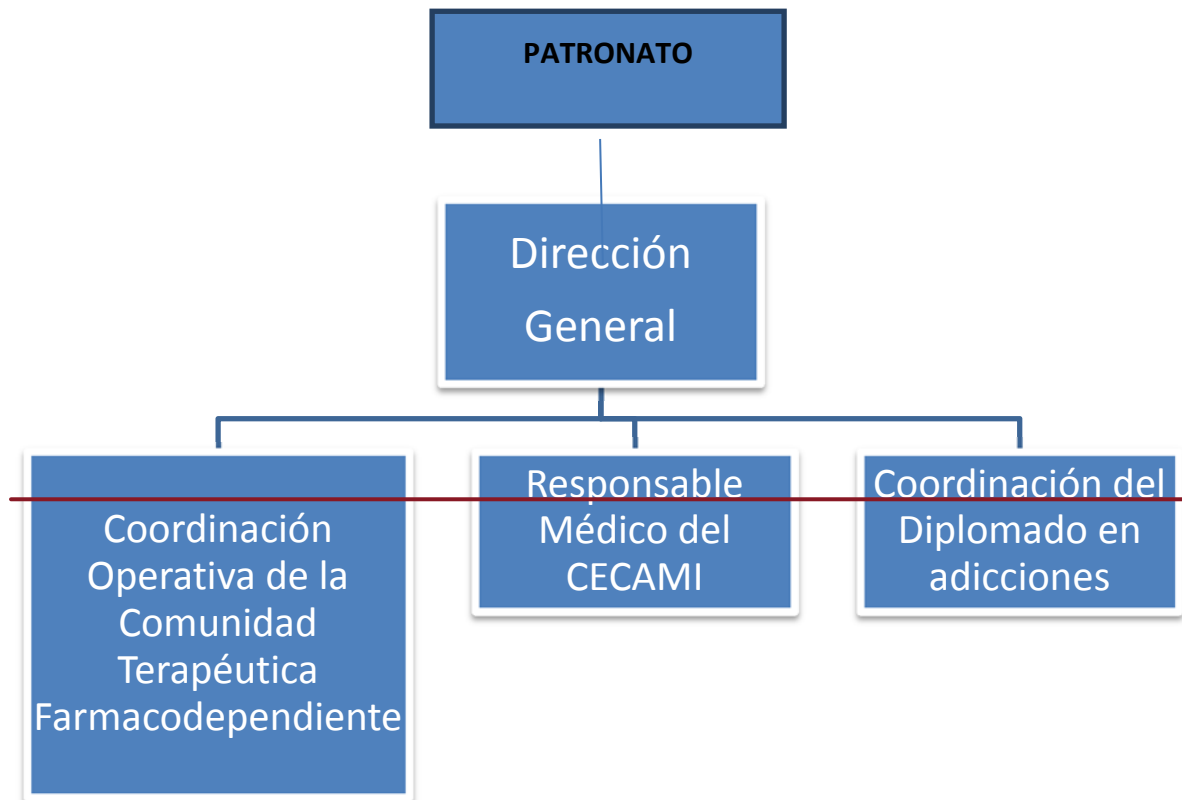 PATRONATO
Dirección
General
Coordinación
Operativa de la
Comunidad
Terapéutica
Farmacodependiente
Responsable
Médico del
CECAMI
Coordinación del
Diplomado en
adicciones